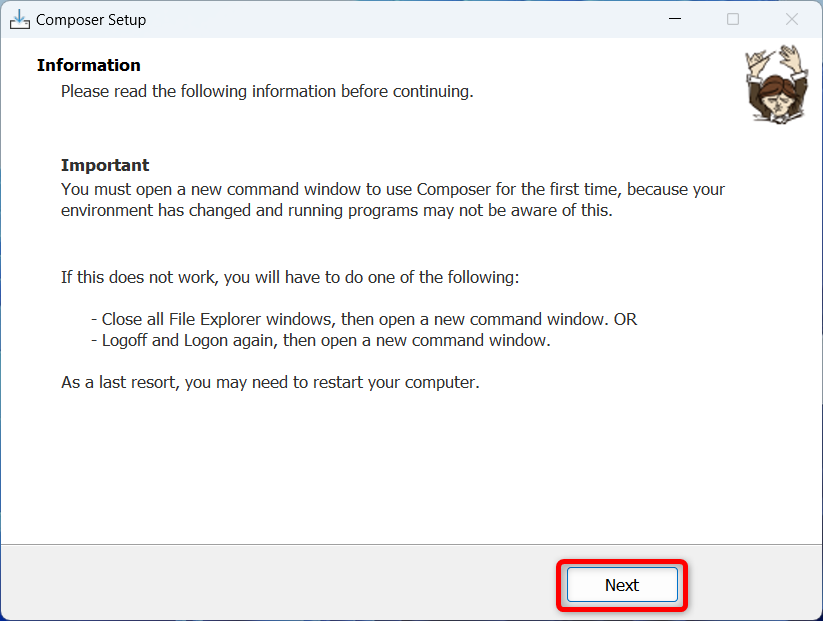 Composer Setup
Information
Please read the following information before continuing.
Important
You must open a new command window to use Composer for the first time, because your
environment has changed and running programs may not be aware of this.
If this does not work, you will have to do one of the following:
- Close all File Explorer windows, then open a new command window. OR
- Logoff and Logon again, then open a new command window.
As a last resort, you may need to restart your computer.
Next